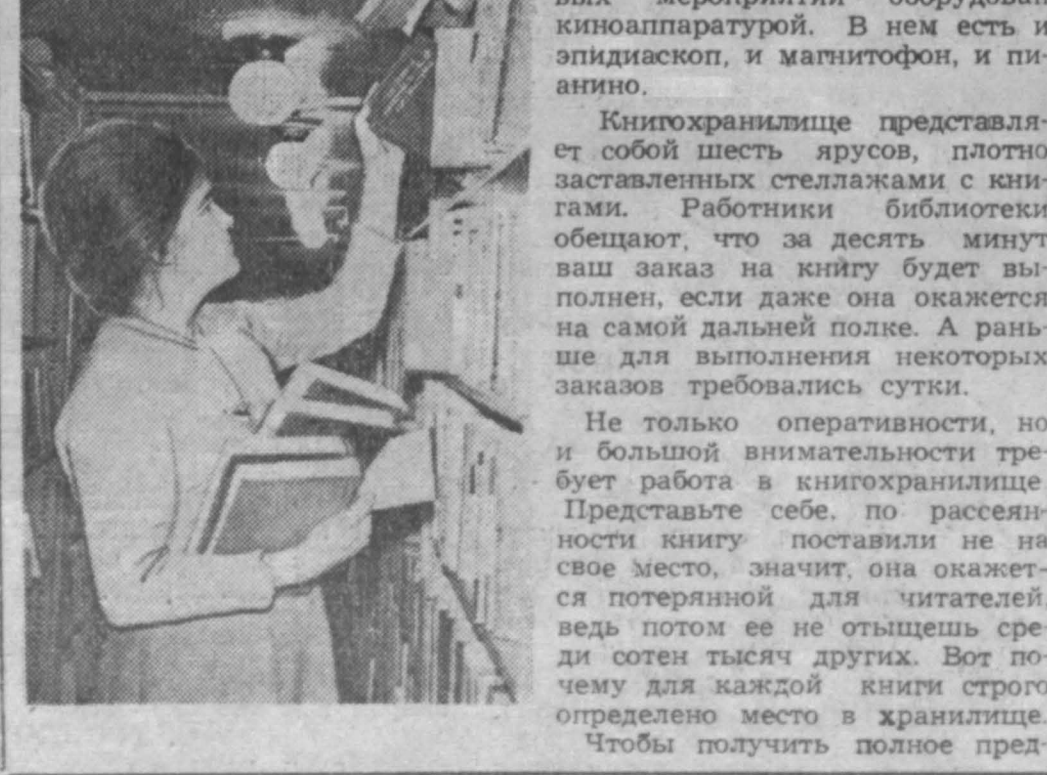 вых мероприятий оборудован
киноаппаратурой. В нем есть и
эпидиаскоп, и магнитофон, и пи-
анино.
Книгохранилище представля-
ет собой шесть ярусов, плотно
заставленных стеллажами с кни-
гами. Работники библиотеки
обещают, что за десять минут
ваш заказ на книгу будет вы-
полнен, если даже она окажется
на самой дальней полке. А рань-
ше для выполнения некоторых
заказов требовались сутки.
Не только оперативности, но
и большой внимательности тре-
бует работа в книгохранилище.
Представьте себе, по рассеян-
ности книгу поставили не на
свое место, значит, она окажет-
ся потерянной для читателей,
ведь потом ее не отыщешь сре-
ди сотен тысяч других. Вот по-
чему для каждой книги строго
определено место в хранилище.
Чтобы получить полное пред-